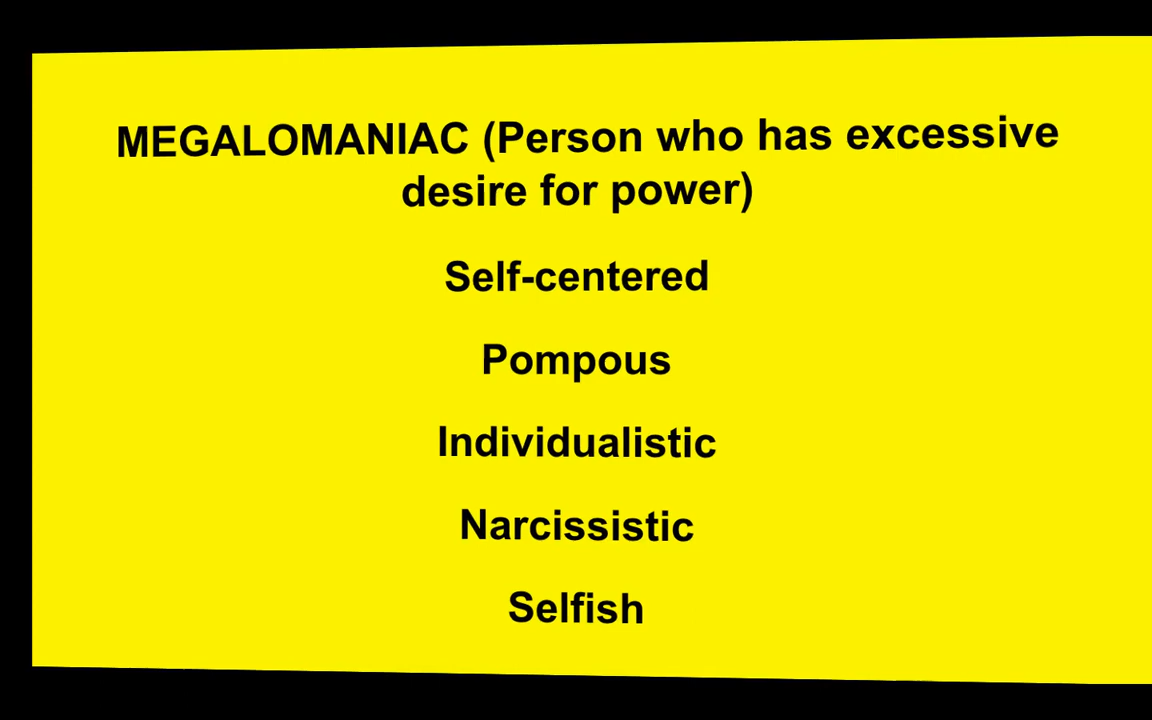 MEGALOMANIAC (Person who has excessive
desire for power)
Self-centered
Pompous
Individualistic
Narcissistic
Selfish